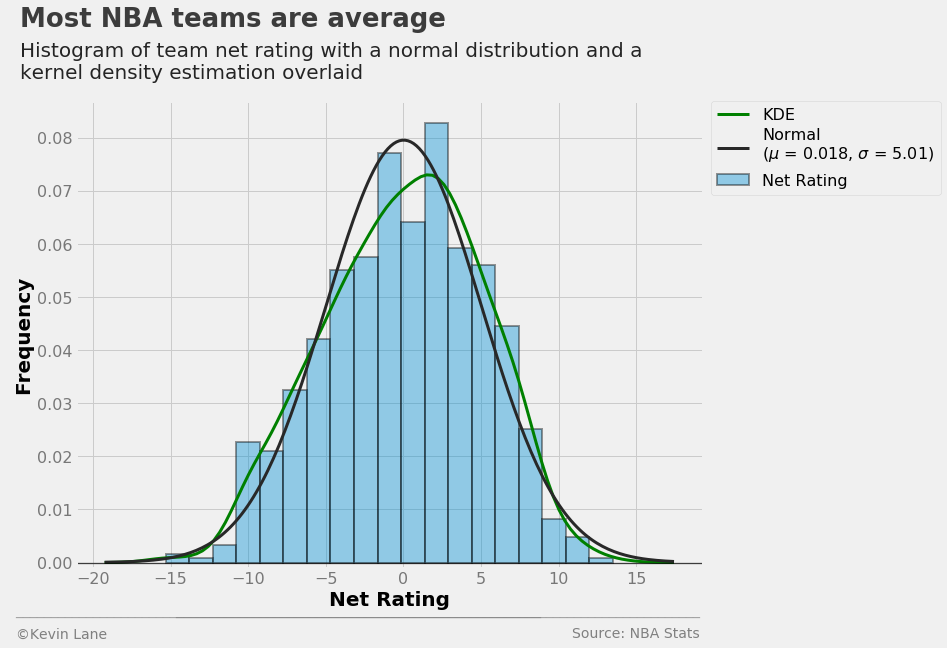 Most NBA teams are average
Histogram of team net rating with a normal distribution and a
kernel density estimation overlaid
KDE
Normal
(μ = 0.018, σ = 5.01)
Net Rating
Frequency
0.08
0.07
0.06
0.05
0.04
0.03
0.02
0.01
0.00
−20 −15 −10 −5 0 5 10 15
Net Rating
©Kevin Lane Source: NBA Stats